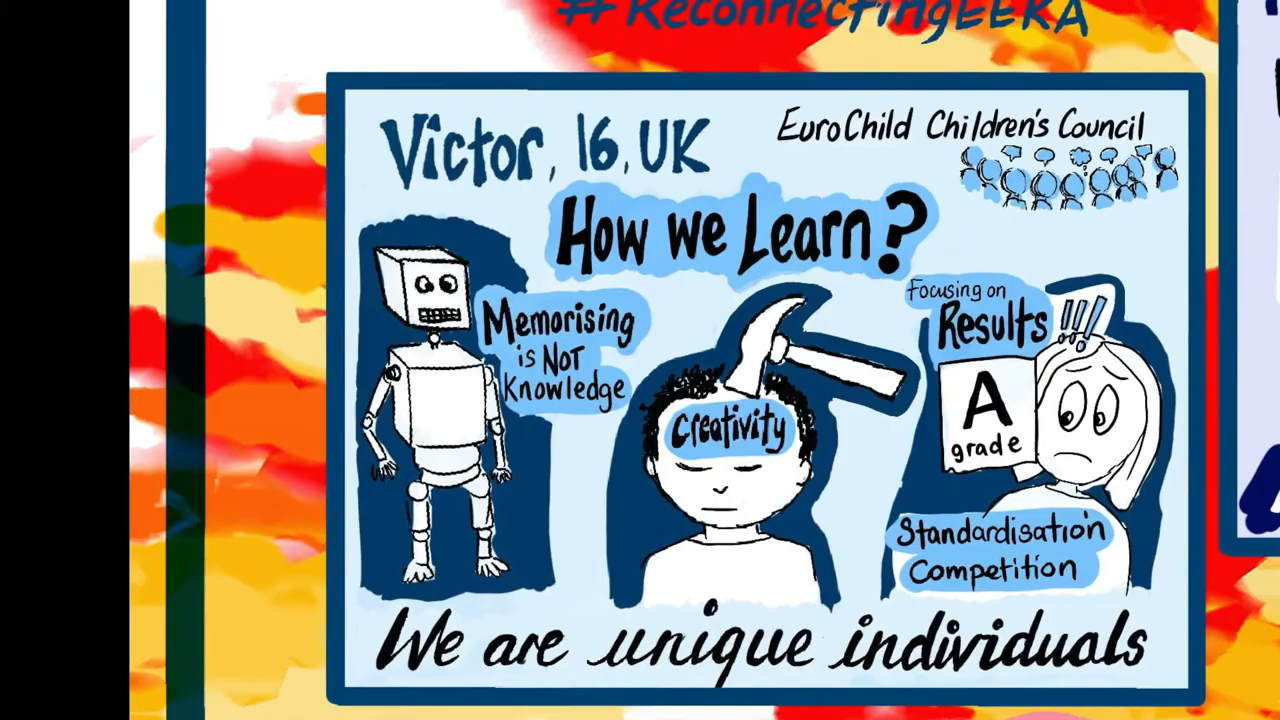 #ReconnectingEERA
Victor, 16, UK
EuroChild Children's Council
How we Learn?
Memorising
is NOT
Knowledge
Creativity
Focusing on
Results
!!!
A
grade
Standardisation
Competition
We are unique individuals